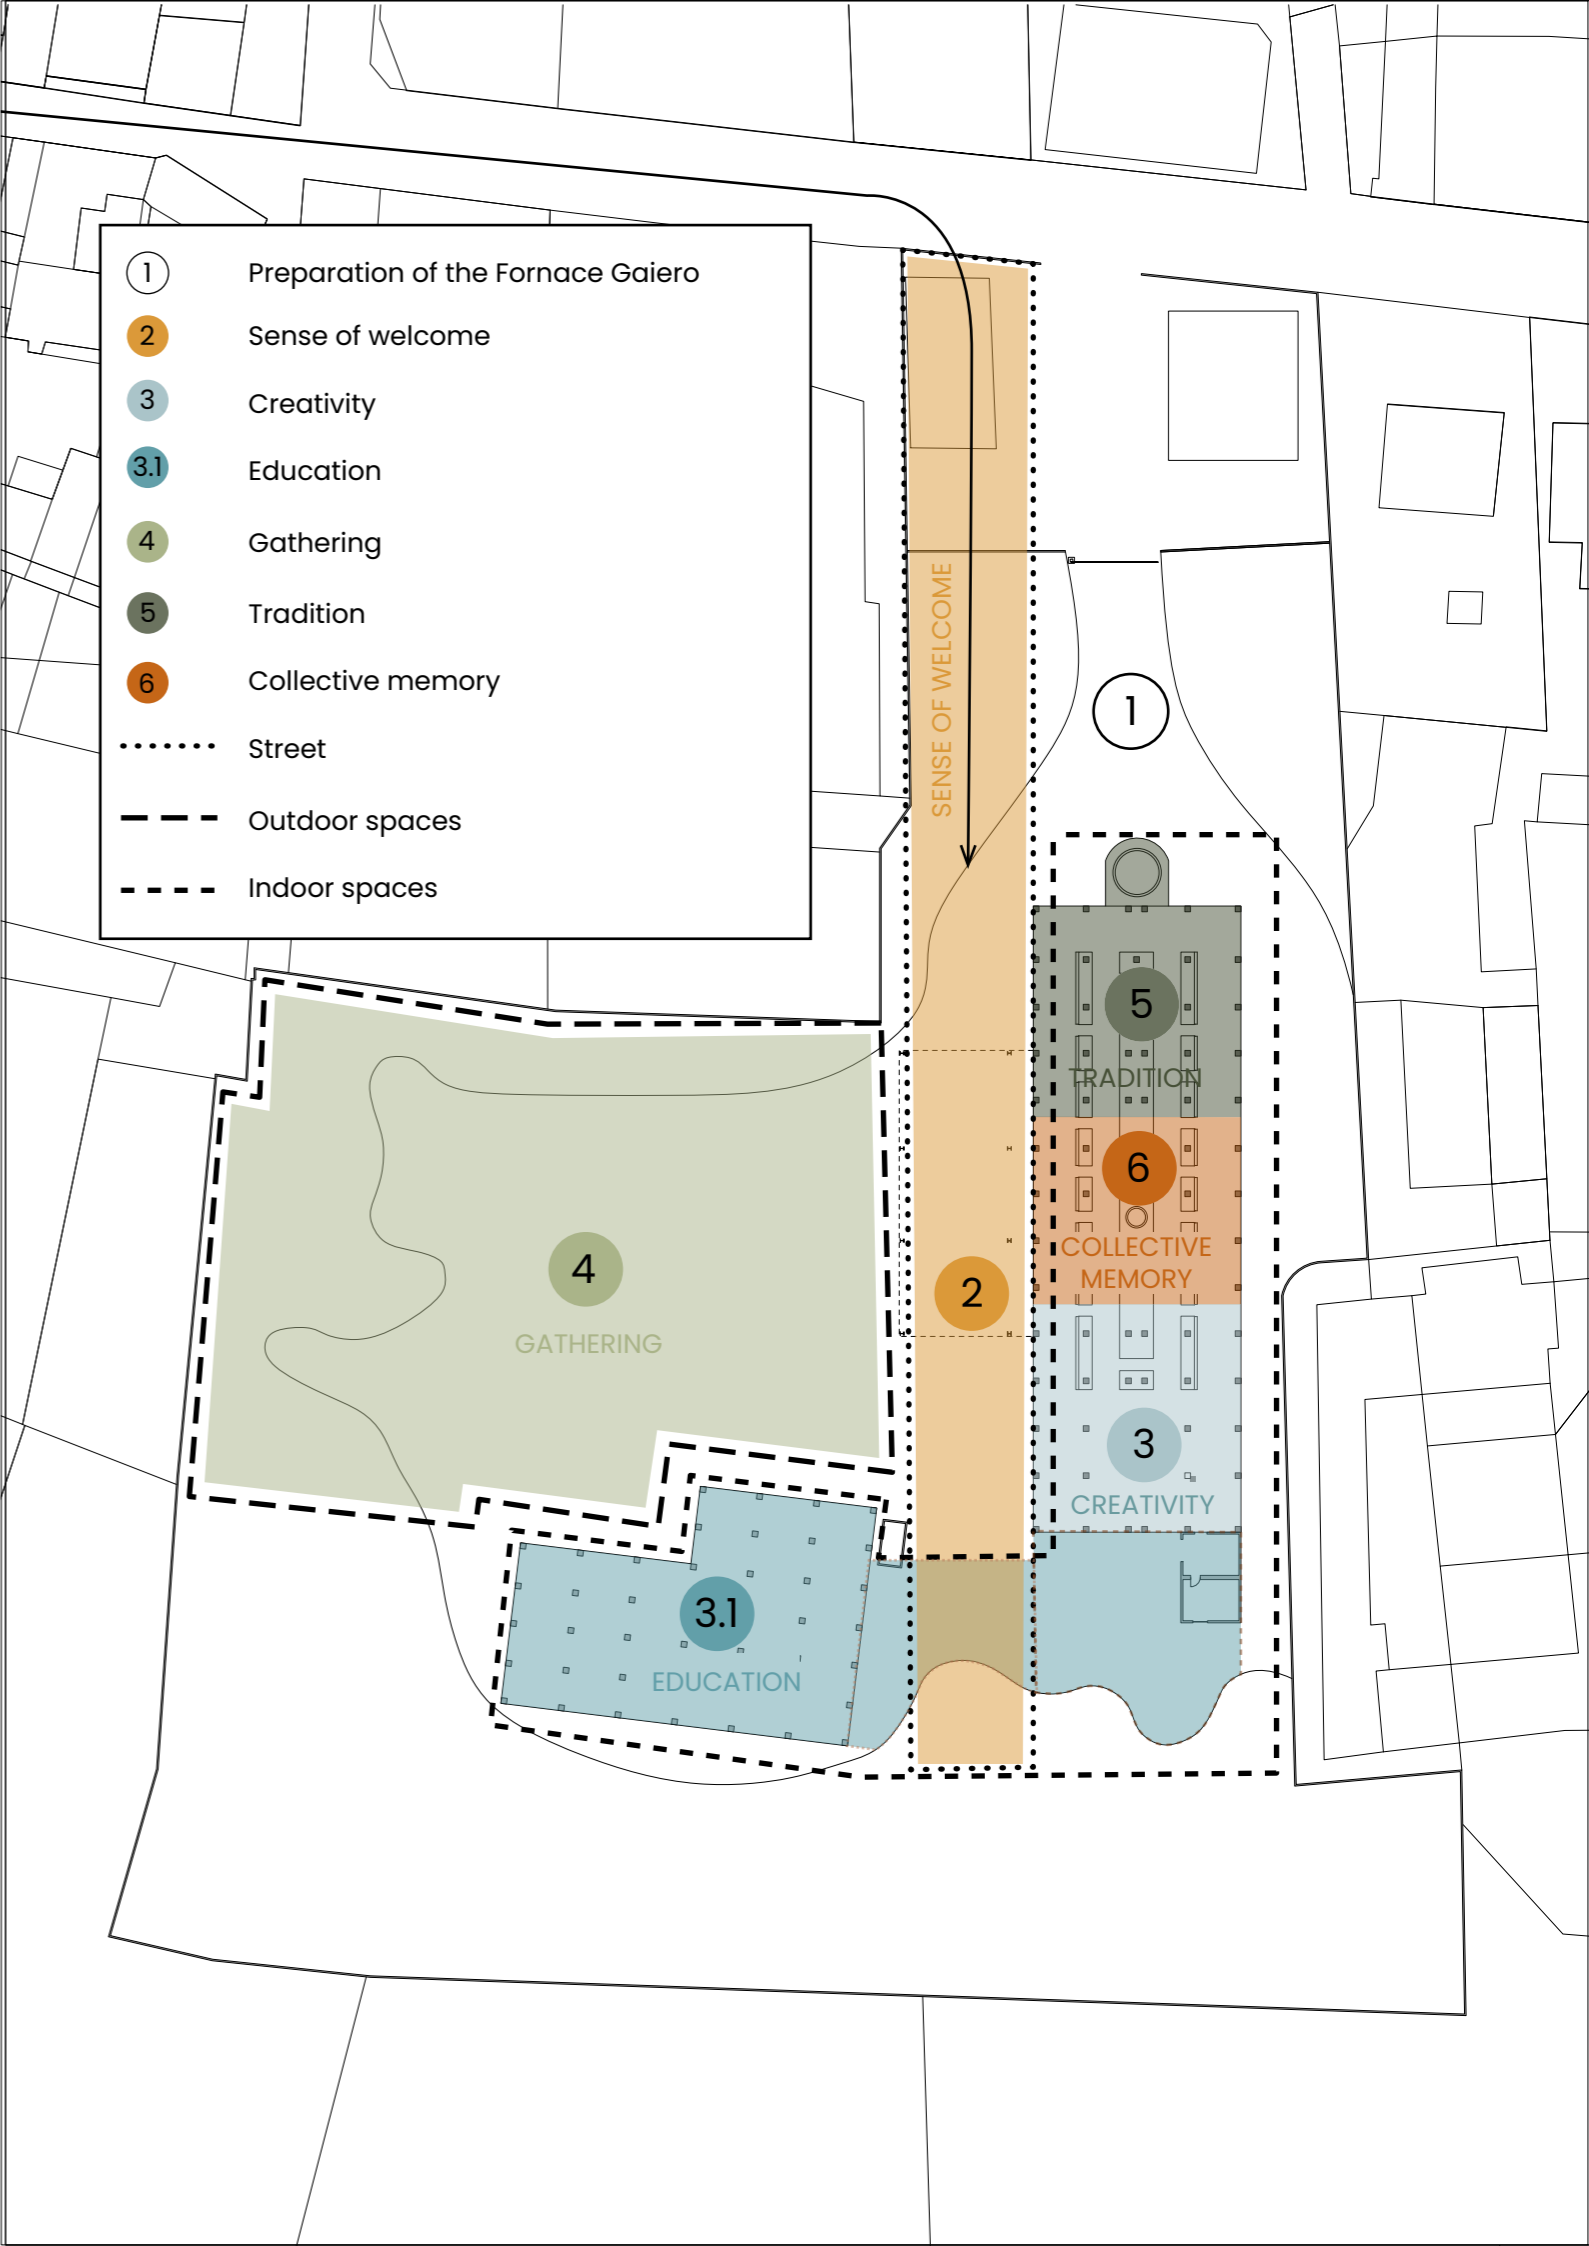 1 Preparation of the Fornace Gaiero
2 Sense of welcome
3 Creativity
3.1 Education
4 Gathering
5 Tradition
6 Collective memory
Street
Outdoor spaces
Indoor spaces
SENSE OF WELCOME
1
5
TRADITION
6
COLLECTIVE
MEMORY
4
GATHERING
2
3
CREATIVITY
3.1
EDUCATION